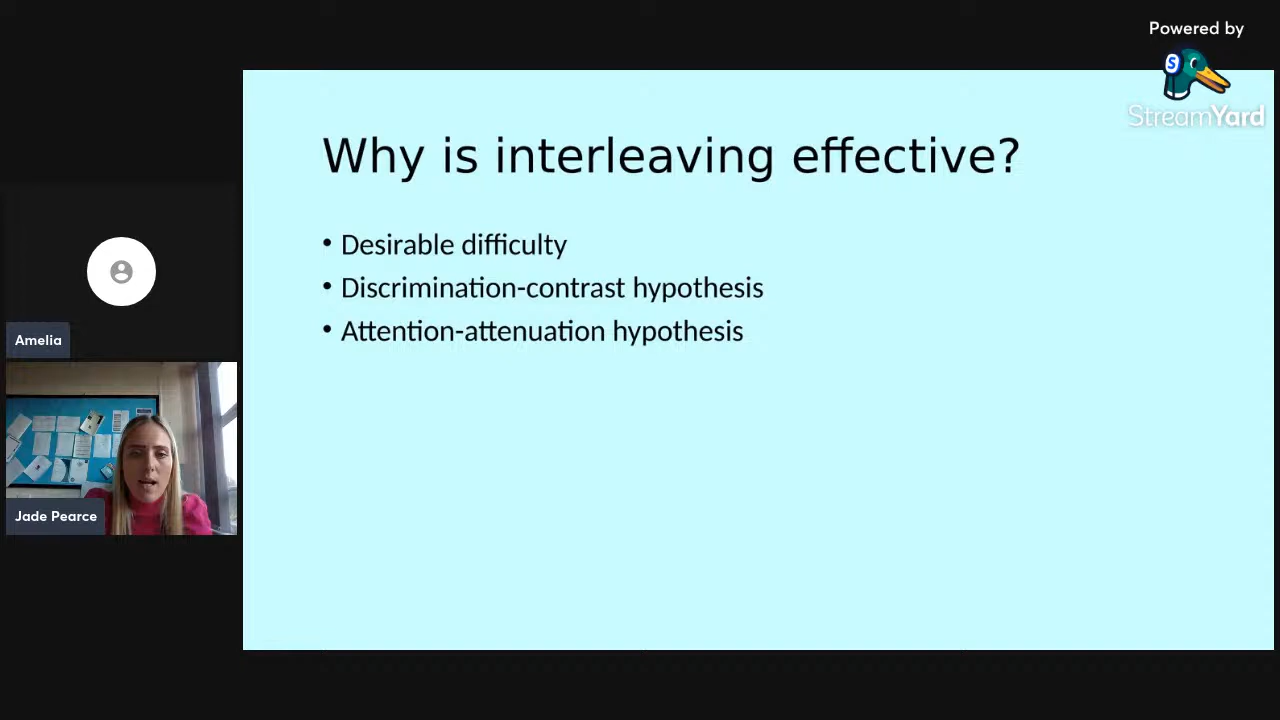 Powered by
StreamYard
Why is interleaving effective?
• Desirable difficulty
• Discrimination-contrast hypothesis
• Attention-attenuation hypothesis
Amelia
Jade Pearce